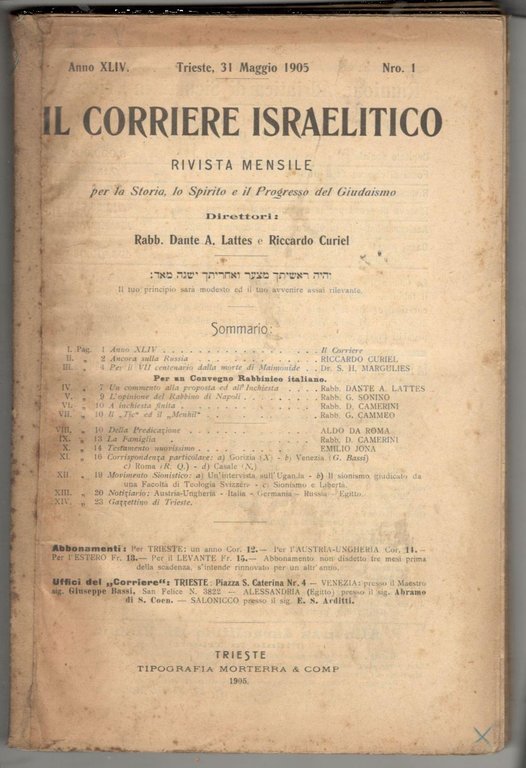 Anno XLIV. Trieste, 31 Maggio 1905 Nro. 1
IL CORRIERE ISRAELITICO
RIVISTA MENSILE
per la Storia, lo Spirito e il Progresso del Giudaismo
Direttori:
Rabb. Dante A. Lattes e Riccardo Curiel
והיה ראשיתך מצער ואחריתך ישגה מאד:
Il tuo principio sarà modesto ed il tuo avvenire assai rilevante.
Sommario:
I. Pag. 1 Anno XLIV . . . . . . . . . . . . . . . Il Corriere
II. „ 2 Ancora sulla Russia . . . . . . . . . . . . RICCARDO CURIEL
III. „ 4 Per il VII centenario dalla morte di Maimonide . . Dr. S. H. MARGULIES
Per un Convegno Rabbinico italiano.
IV. „ 7 Un commento alla proposta ed all'Inchiesta . . . . Rabb. DANTE A. LATTES
V. „ 9 L'opinione del Rabbino di Napoli . . . . . . . Rabb. G. SONINO
VI. „ 10 A inchiesta finita . . . . . . . . . . . . Rabb. D. CAMERINI
VII. „ 10 Il „Tic" ed il „Menhil" . . . . . . . . . . Rabb. G. CAMMEO
VIII. „ 10 Della Predicazione . . . . . . . . . . . ALDO DA ROMA
IX. „ 13 La Famiglia . . . . . . . . . . . . . . Rabb. D. CAMERINI
X. „ 14 Testamento nuovissimo . . . . . . . . . . . EMILIO JONA
XI. „ 16 Corrispondenza particolare: a) Gorizia (X) - b) Venezia (G. Bassi)
c) Roma (R. Q.) - d) Casale (N.)
XII. „ 19 Movimento Sionistico: a) Un'intervista sull'Uganda - b) Il sionismo giudicato da
una Facoltà di Teologia Svizzera - c) Sionismo e Libertà.
XIII. „ 20 Notiziario: Austria-Ungheria - Italia - Germania - Russia - Egitto.
XIV. „ 23 Gazzettino di Trieste.
Abbonamenti: Per TRIESTE: un anno Cor. 12.— Per l'AUSTRIA-UNGHERIA Cor. 14.—
Per l'ESTERO Fr. 18.— Per il LEVANTE Fr. 15.— Abbonamento non disdetto tre mesi prima
della scadenza, s'intende rinnovato per un altr'anno.
Uffici del „Corriere": TRIESTE: Piazza S. Caterina Nr. 4 — VENEZIA: presso il Maestro
sig. Giuseppe Bassi, San Felice N. 3822 — ALESSANDRIA (Egitto) presso il sig. Abramo
di S. Coen. — SALONICCO presso il sig. E. S. Arditti.
TRIESTE
TIPOGRAFIA MORTERRA & COMP
1905.